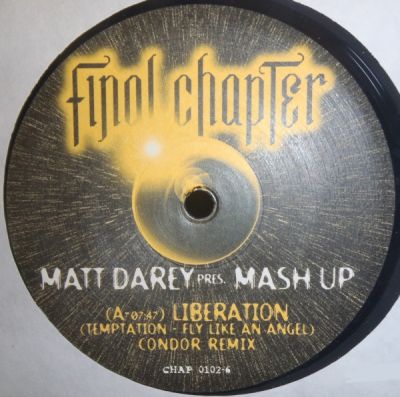 Final Chapter
MATT DAREY PRES. MASH UP
(A-07:47) LIBERATION
(TEMPTATION - FLY LIKE AN ANGEL)
CONDOR REMIX
CHAP 0102-6